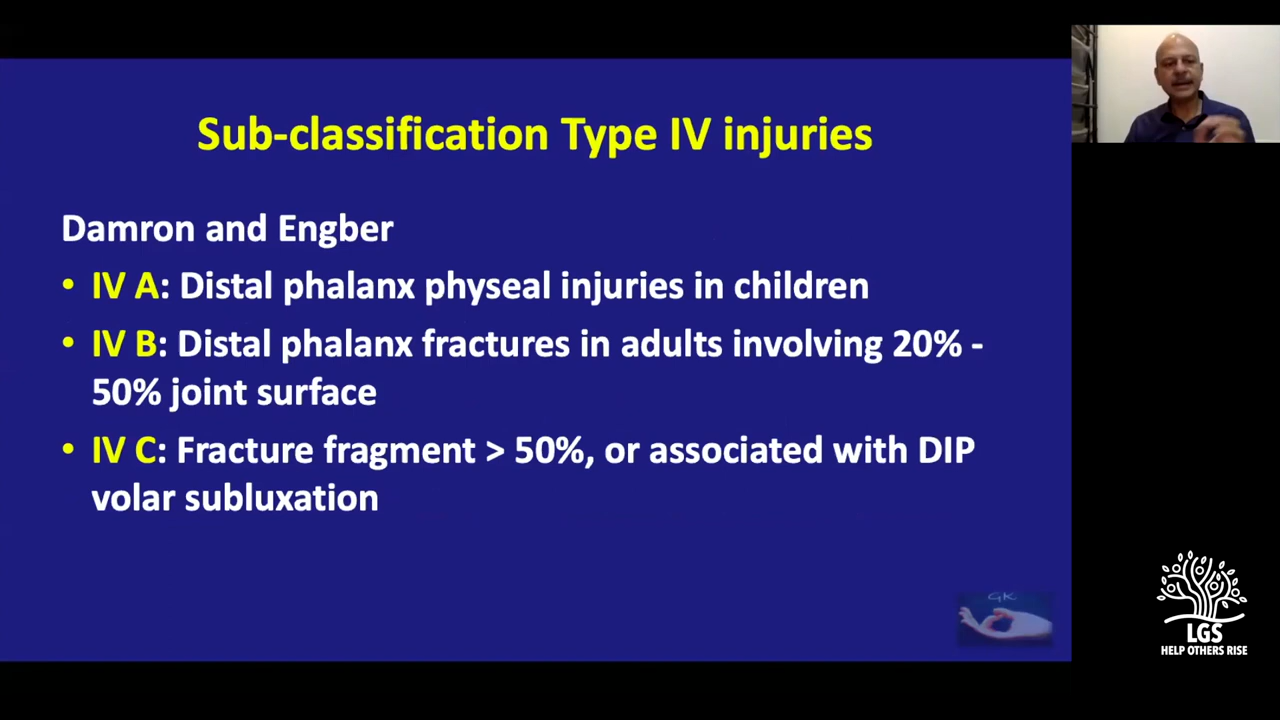 Sub-classification Type IV injuries
Damron and Engber
• IV A: Distal phalanx physeal injuries in children
• IV B: Distal phalanx fractures in adults involving 20% -
50% joint surface
• IV C: Fracture fragment > 50%, or associated with DIP
volar subluxation
GK
LGS
HELP OTHERS RISE